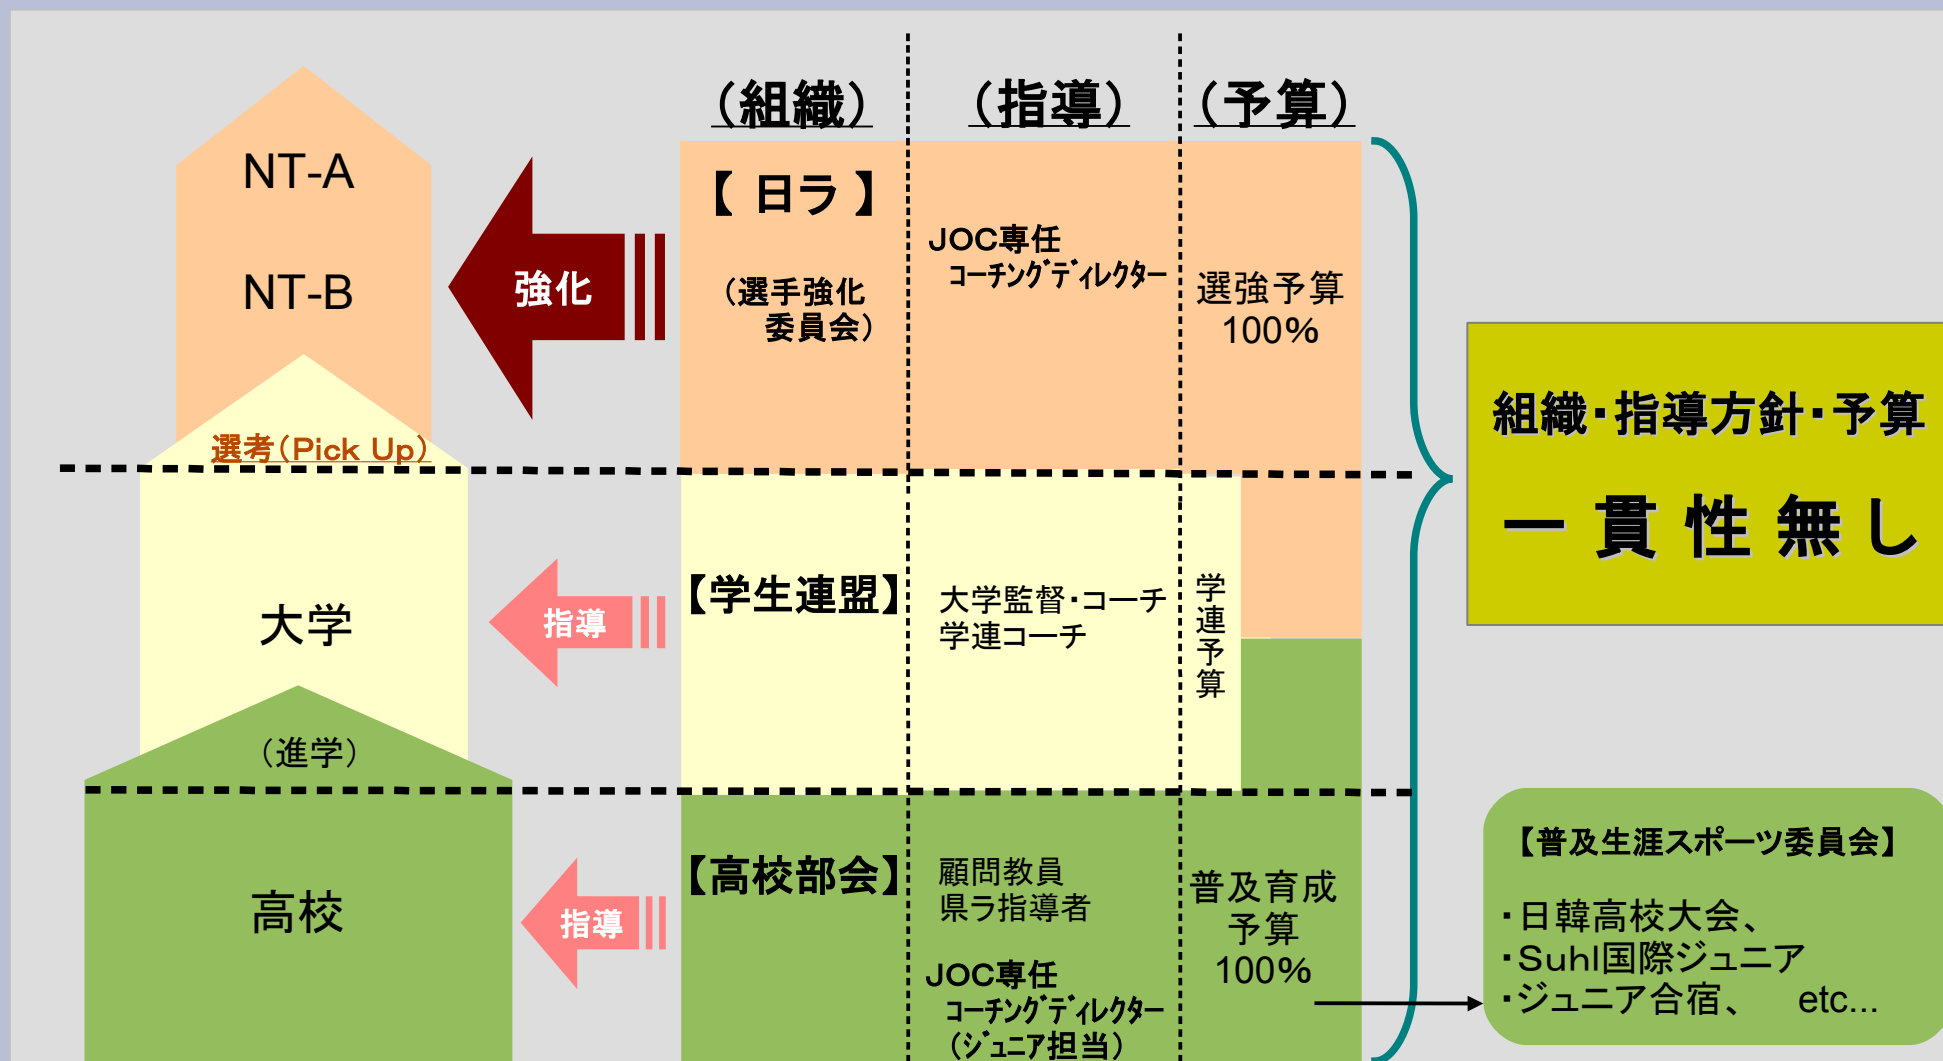 （組織）
（指導）
（予算）
NT-A
NT-B
選考(Pick Up)
強化
【 日ラ 】
（選手強化
委員会）
JOC専任
コーチングディレクター
選強予算
100%
大学
（進学）
指導
【学生連盟】
大学監督・コーチ
学連コーチ
学連予算
高校
指導
【高校部会】
顧問教員
県ラ指導者
JOC専任
コーチングディレクター
（ジュニア担当）
普及育成
予算
100%
組織・指導方針・予算
一 貫 性 無 し
【普及生涯スポーツ委員会】
・日韓高校大会、
・Suhl国際ジュニア
・ジュニア合宿、 etc...